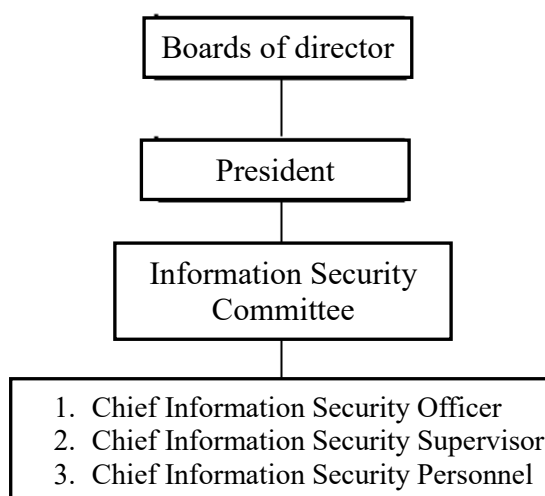 Boards of director
President
Information Security
Committee
1. Chief Information Security Officer
2. Chief Information Security Supervisor
3. Chief Information Security Personnel